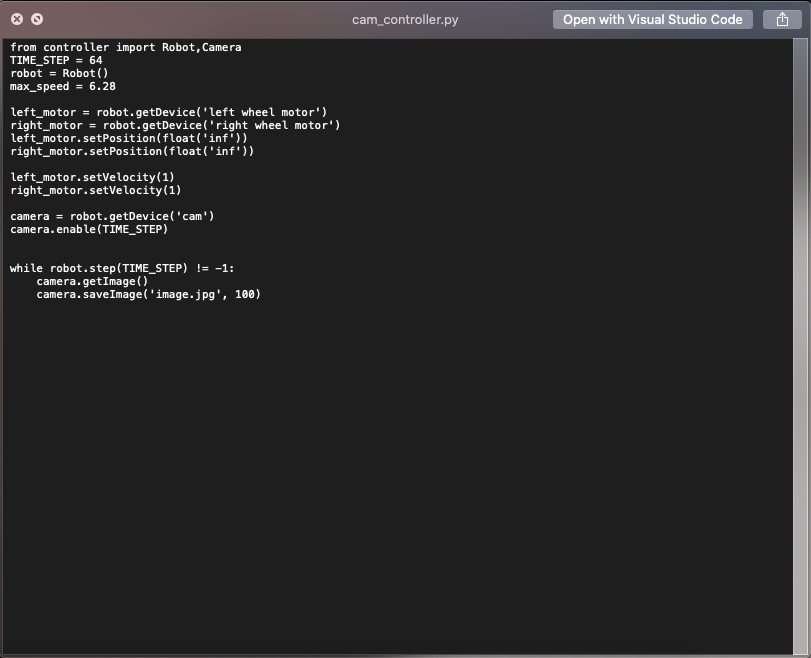 cam_controller.py
Open with Visual Studio Code
from controller import Robot,Camera
TIME_STEP = 64
robot = Robot()
max_speed = 6.28
left_motor = robot.getDevice('left wheel motor')
right_motor = robot.getDevice('right wheel motor')
left_motor.setPosition(float('inf'))
right_motor.setPosition(float('inf'))
left_motor.setVelocity(1)
right_motor.setVelocity(1)
camera = robot.getDevice('cam')
camera.enable(TIME_STEP)
while robot.step(TIME_STEP) != -1:
    camera.getImage()
    camera.saveImage('image.jpg', 100)